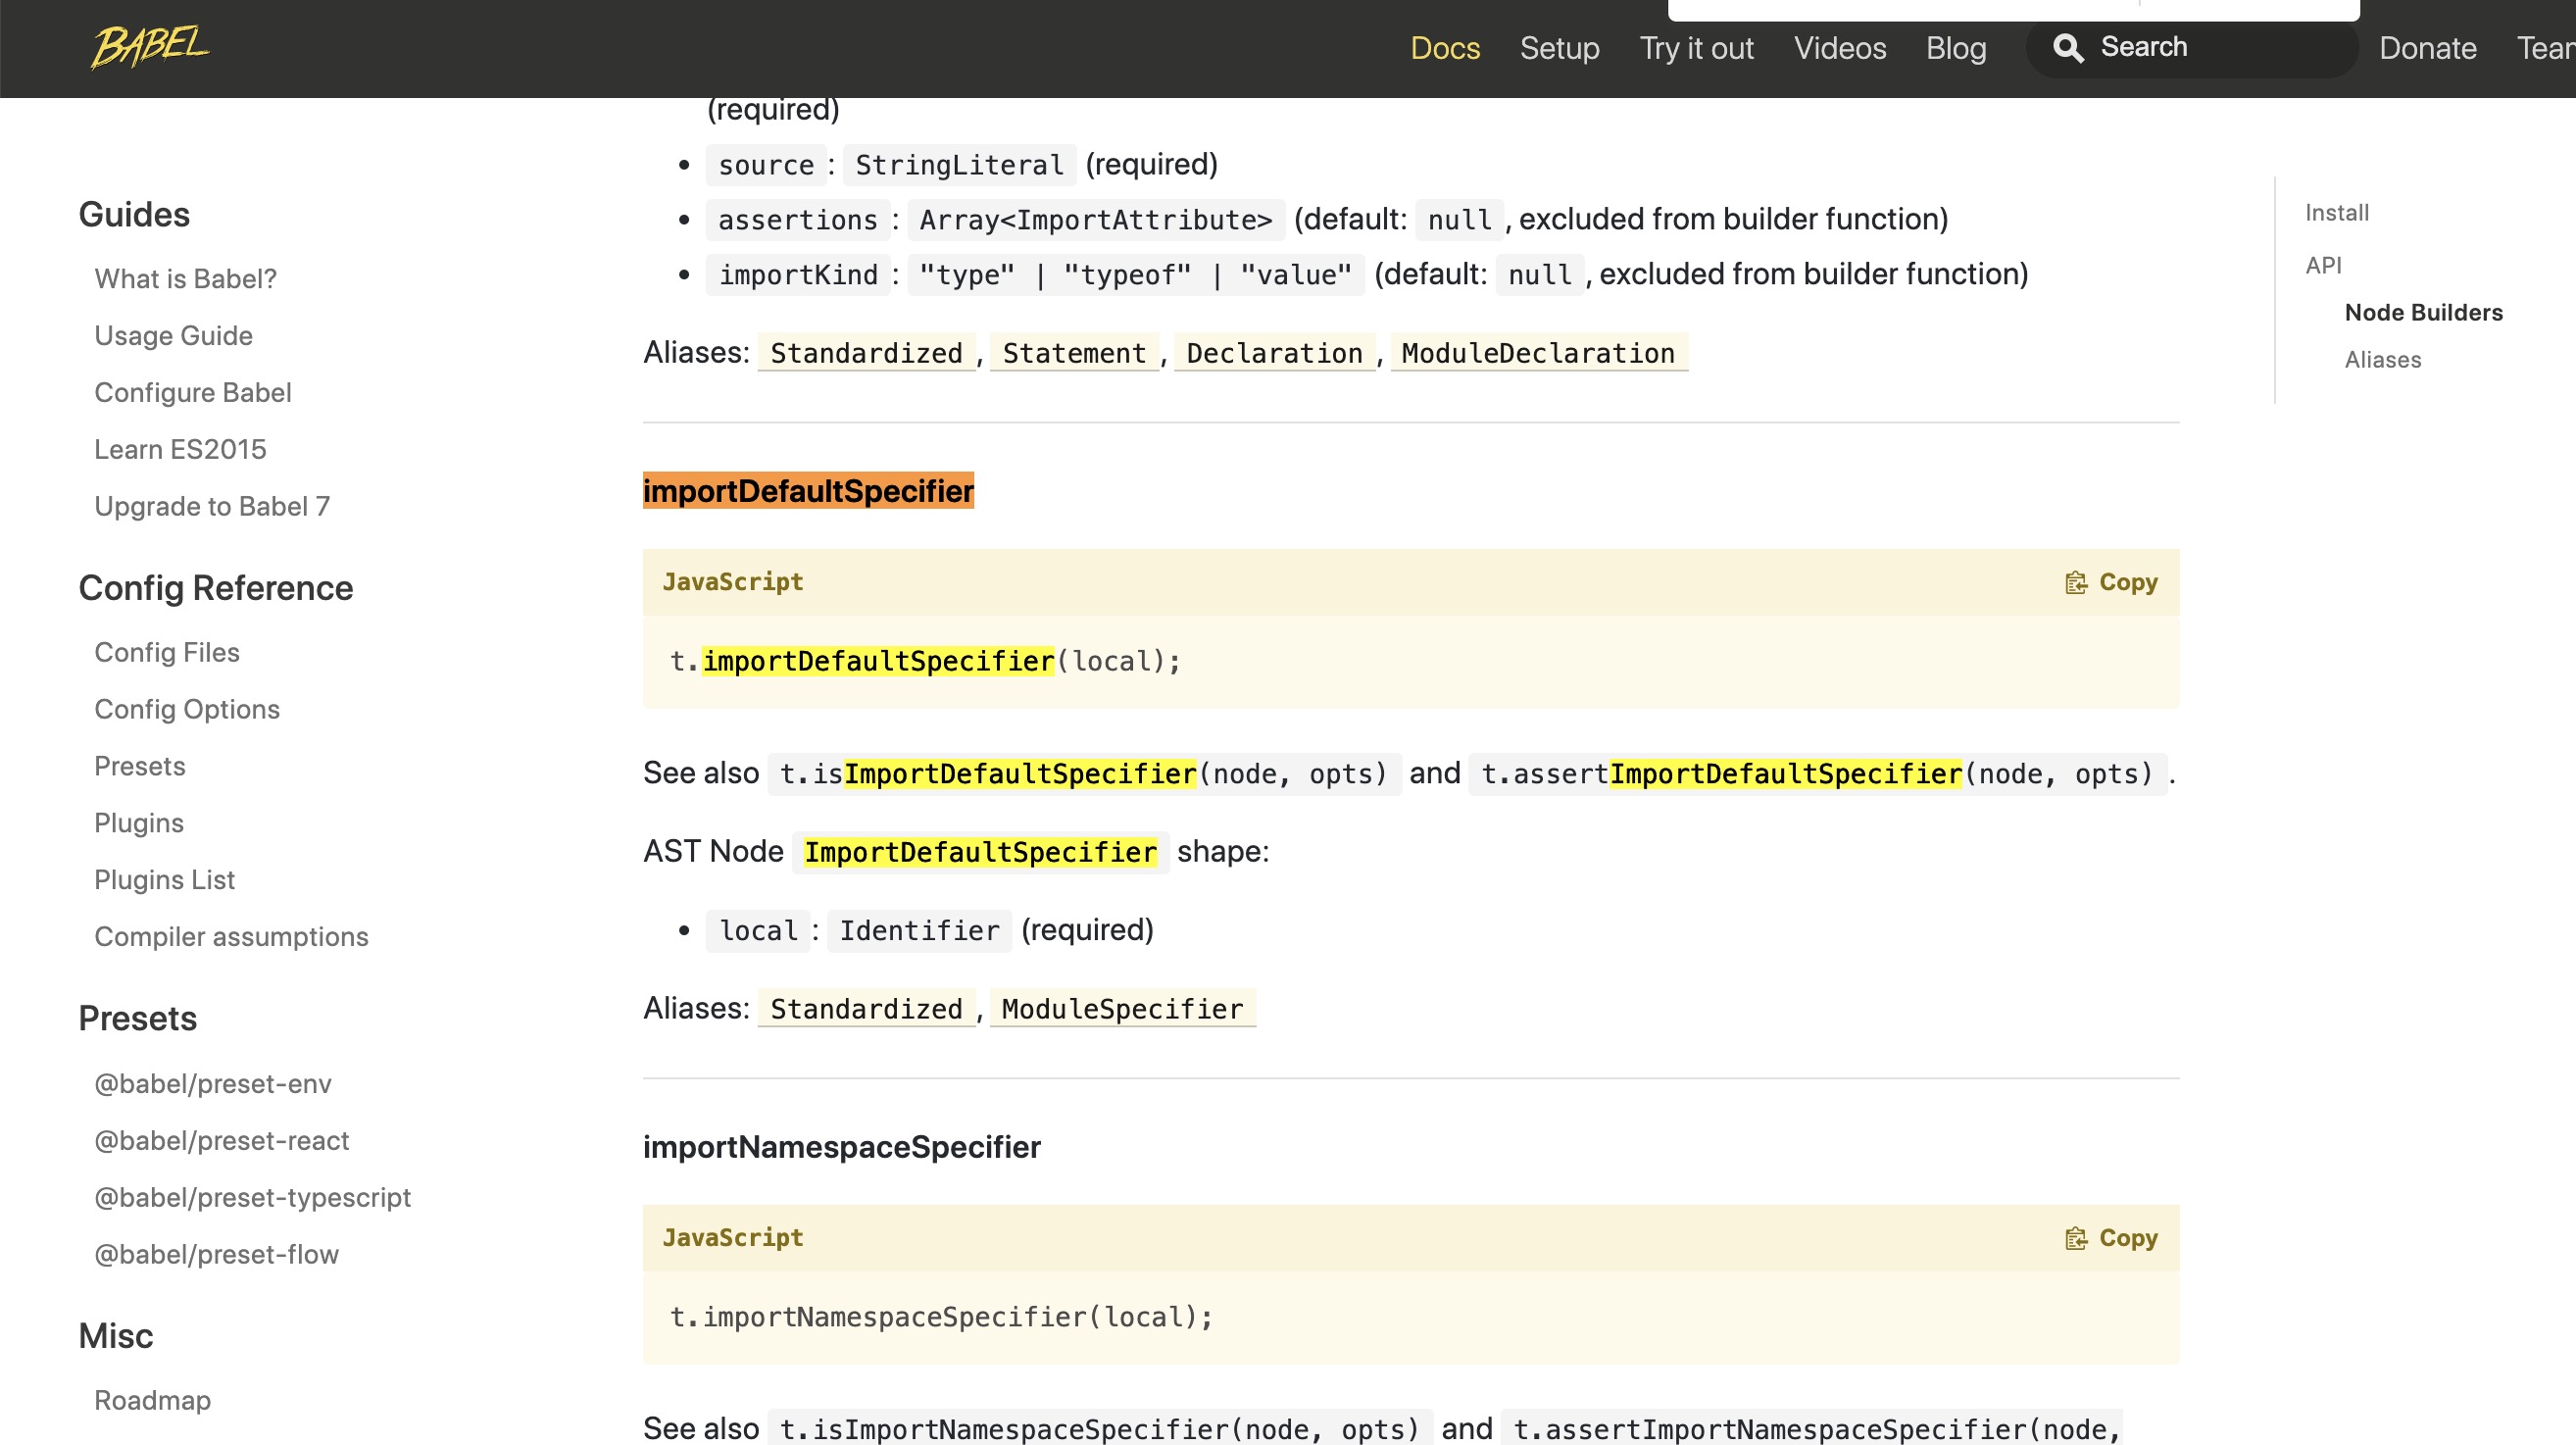 BABEL
Docs Setup Try it out Videos Blog Search Donate Team
Guides
What is Babel?
Usage Guide
Configure Babel
Learn ES2015
Upgrade to Babel 7
Config Reference
Config Files
Config Options
Presets
Plugins
Plugins List
Compiler assumptions
Presets
@babel/preset-env
@babel/preset-react
@babel/preset-typescript
@babel/preset-flow
Misc
Roadmap
(required)
source: StringLiteral (required)
assertions: Array<ImportAttribute> (default: null, excluded from builder function)
importKind: "type" | "typeof" | "value" (default: null, excluded from builder function)
Aliases: Standardized, Statement, Declaration, ModuleDeclaration
importDefaultSpecifier
JavaScript Copy
t.importDefaultSpecifier(local);
See also t.isImportDefaultSpecifier(node, opts) and t.assertImportDefaultSpecifier(node, opts).
AST Node ImportDefaultSpecifier shape:
local: Identifier (required)
Aliases: Standardized, ModuleSpecifier
importNamespaceSpecifier
JavaScript Copy
t.importNamespaceSpecifier(local);
See also t.isImportNamespaceSpecifier(node, opts) and t.assertImportNamespaceSpecifier(node,
Install
API
Node Builders
Aliases